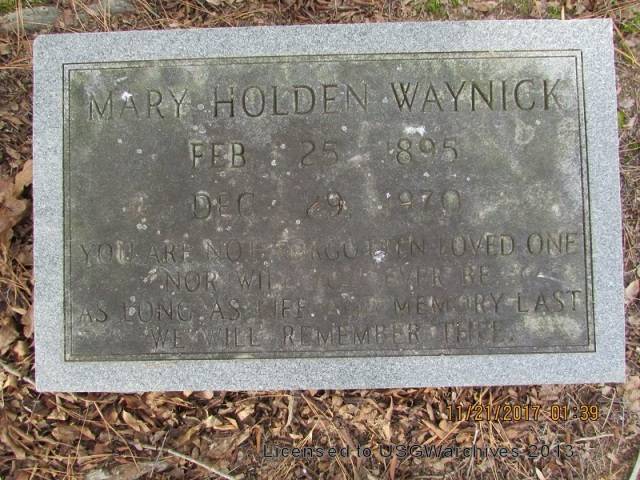 MARY HOLDEN WAYNICK
FEB 25 1895
DEC 29, 1970
YOU ARE NOT FORGOTTEN LOVED ONE
NOR WILL EVER BE
AS LONG AS LIFE AND MEMORY LAST
WE WILL REMEMBER THEE.
11/21/2017 01:39
Licensed to USGWarchives 2013